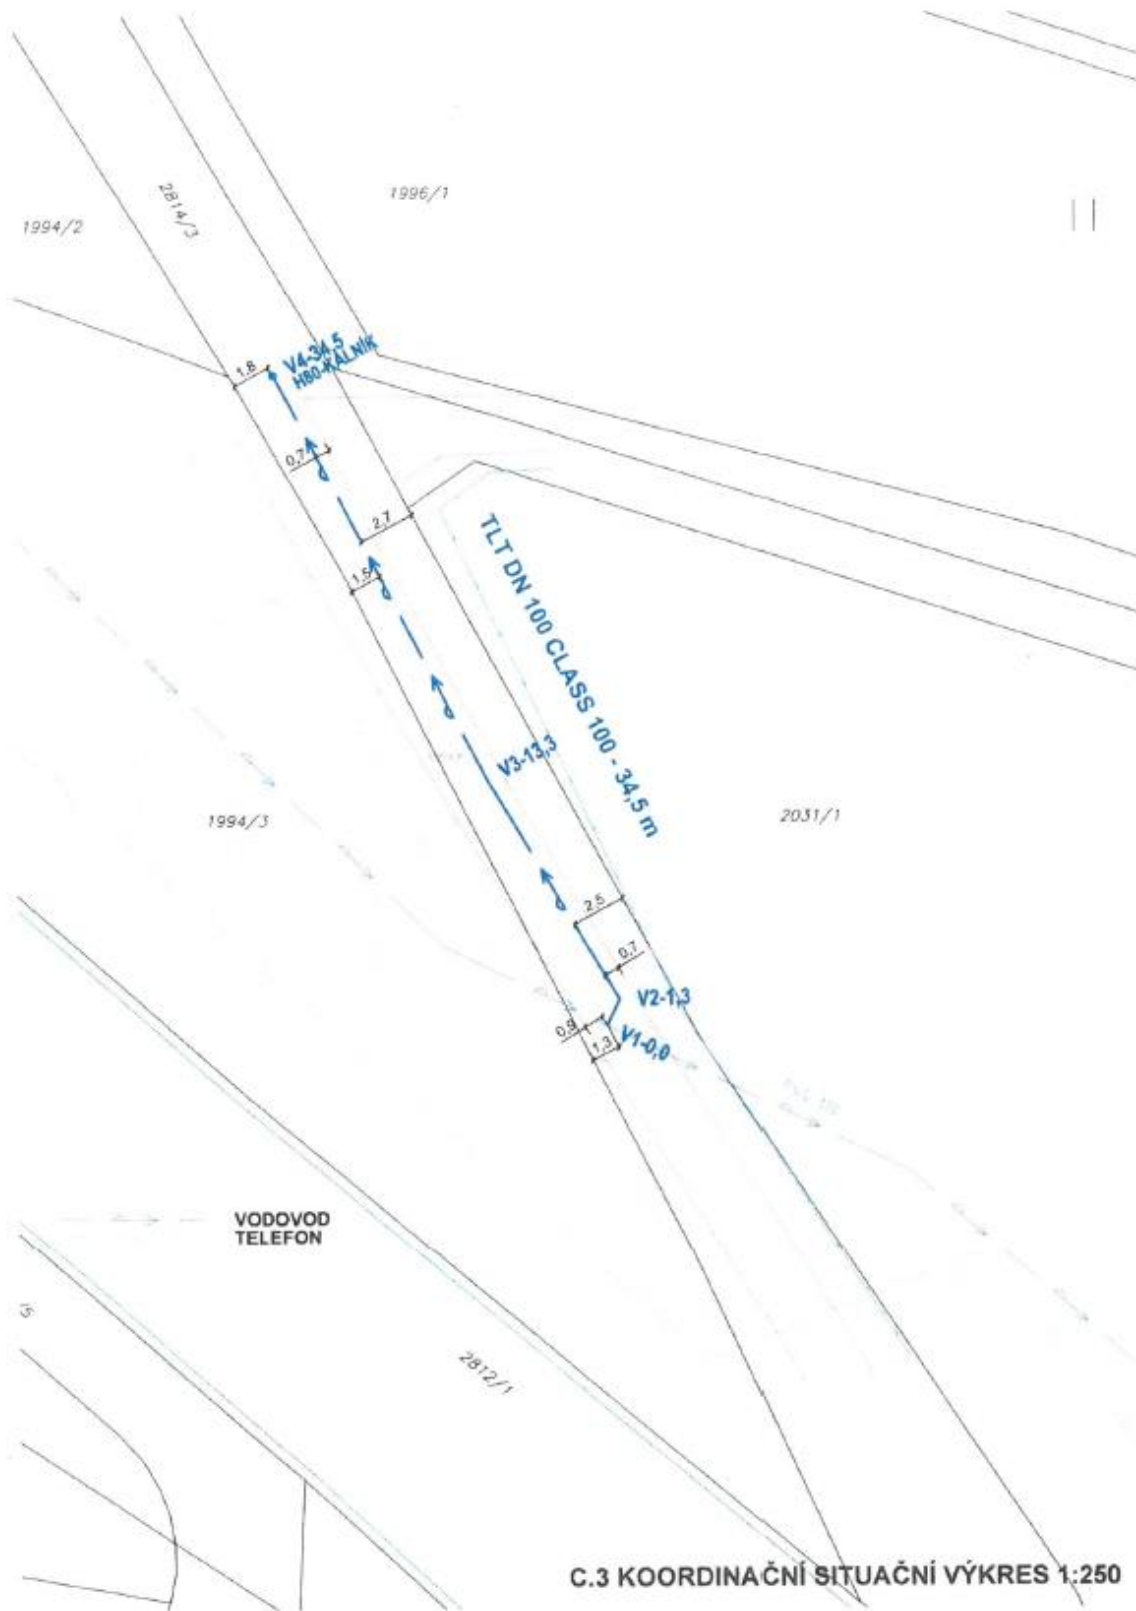 1996/1
2814/3
1994/2
V4-34,5
H80-KALNÍK
1,8
0,7
2,7
1,5
TLT DN 100 CLASS 100 - 34,5 m
V3-13,3
1994/3
2031/1
2,5
0,7
V2-1,3
0,9
1,3
V1-0,0
VODOVOD
TELEFON
/5
2812/1
C.3 KOORDINAČNÍ SITUAČNÍ VÝKRES 1:250